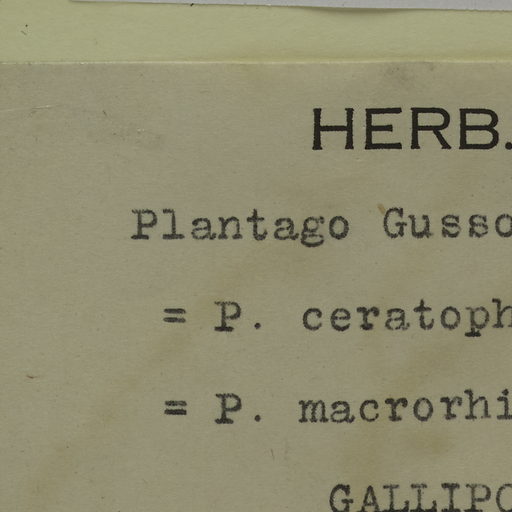 HERB.
Plantago Gusso
= P. ceratoph
= P. macrorhi
GALLIPO